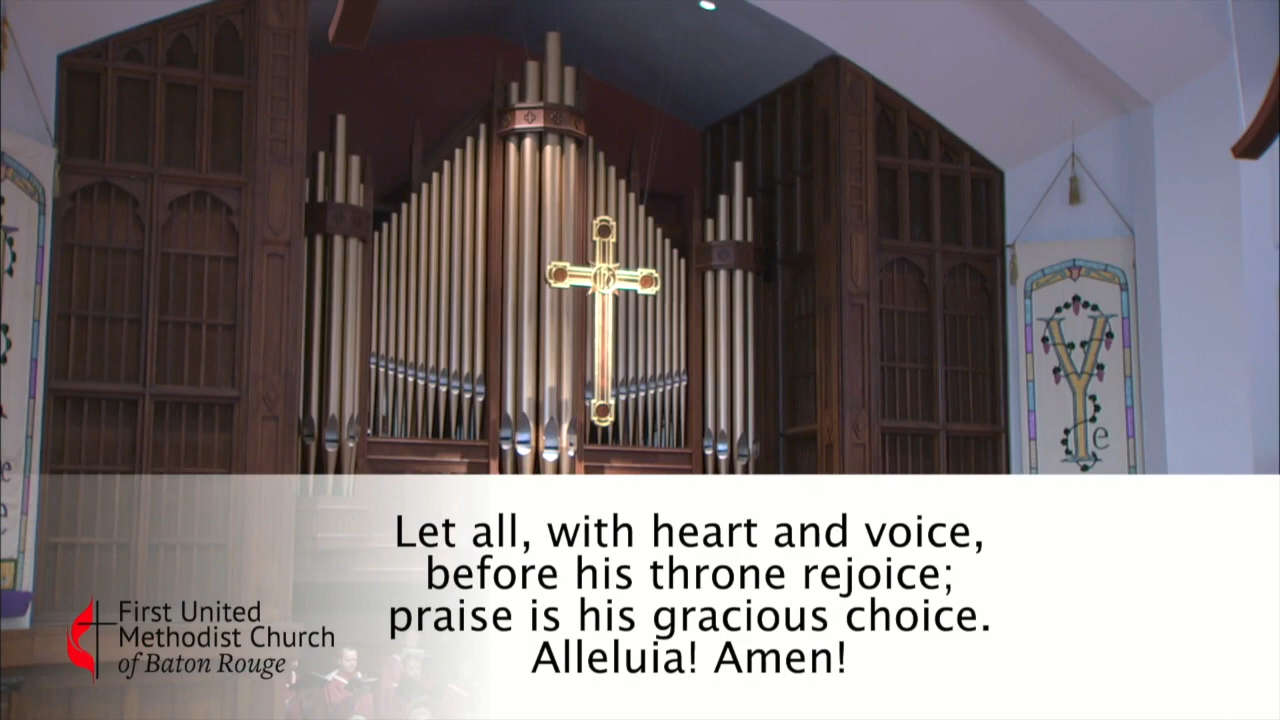 Let all, with heart and voice,
before his throne rejoice;
praise is his gracious choice.
Alleluia! Amen!
First United
Methodist Church
of Baton Rouge